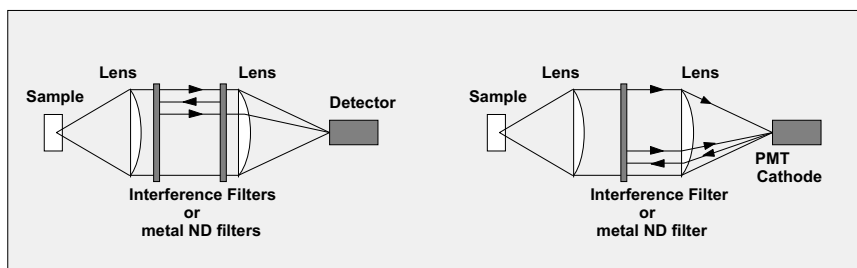 Lens
Lens
Sample
Detector
Interference Filters
or
metal ND filters
Lens
Lens
Sample
PMT
Cathode
Interference Filter
or
metal ND filter